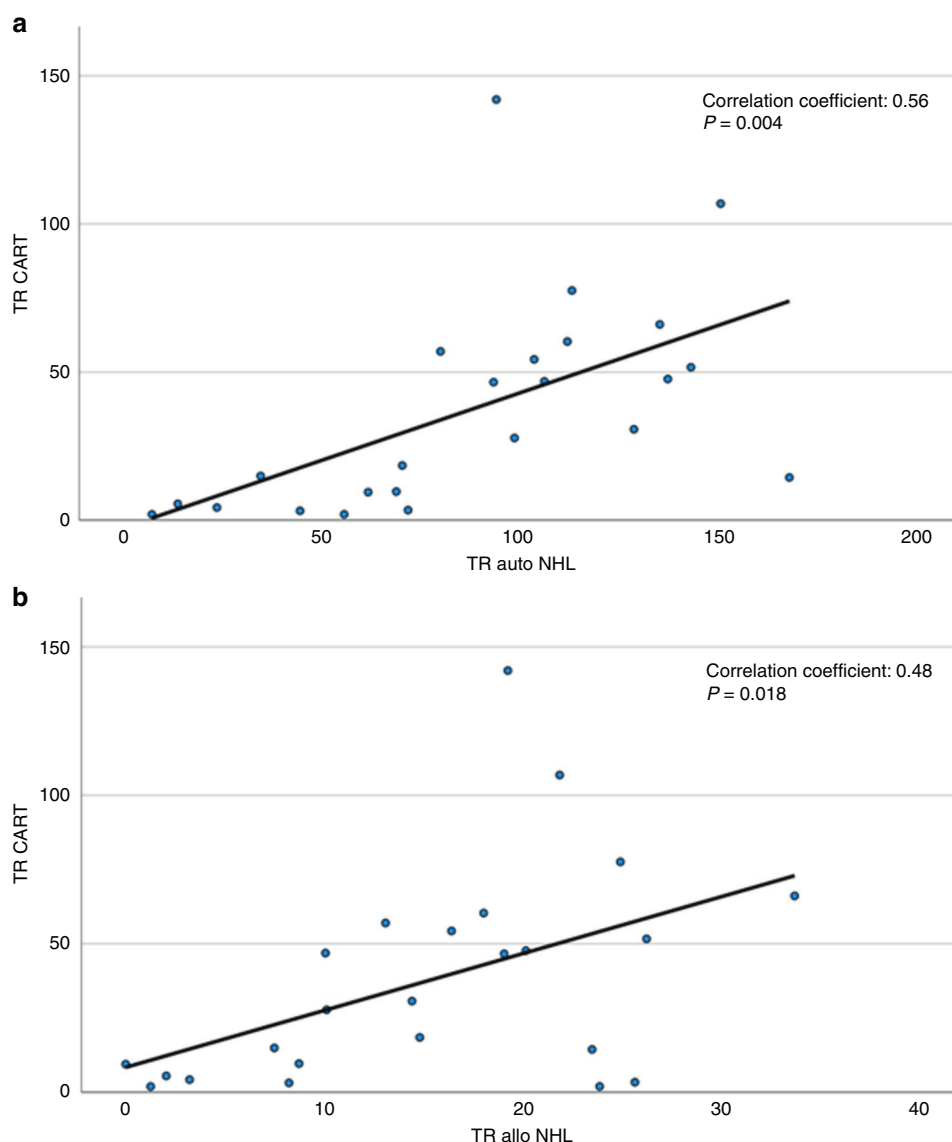 a
150
Correlation coefficient: 0.56
P = 0.004
100
TR CART
50
0
0 50 100 150 200
TR auto NHL
b
150
Correlation coefficient: 0.48
P = 0.018
100
TR CART
50
0
0 10 20 30 40
TR allo NHL